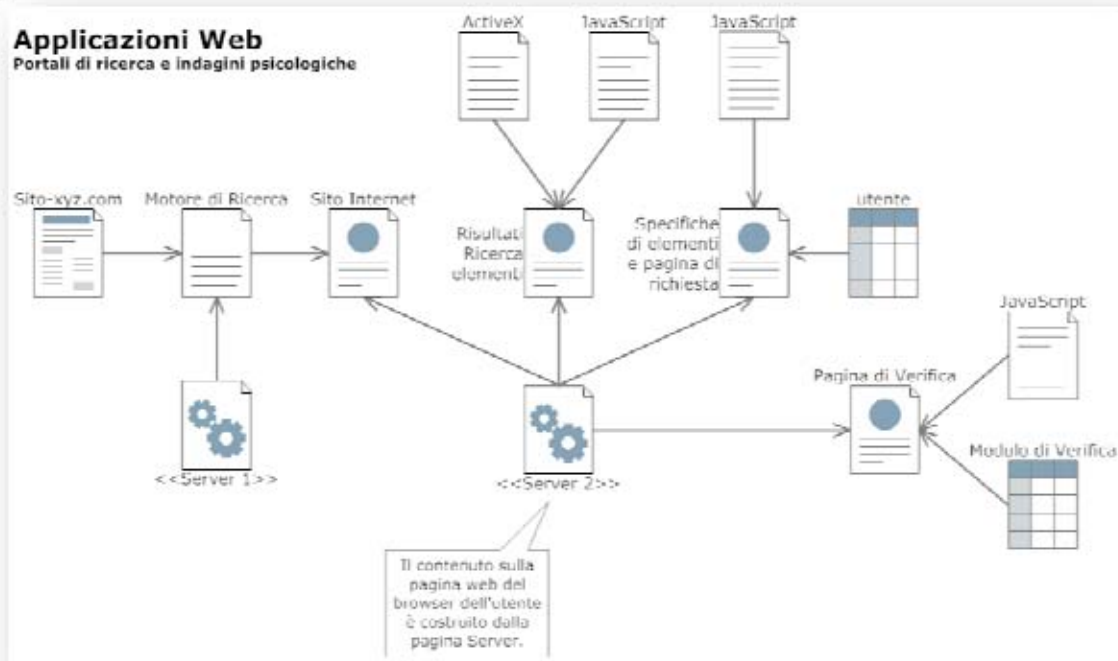 Applicazioni Web
Portali di ricerca e indagini psicologiche
ActiveX
JavaScript
JavaScript
Sito-xyz.com
Motore di Ricerca
Sito Internet
Risultati
Ricerca
elementi
Specifiche
di elementi
e pagina di
richiesta
utente
JavaScript
Pagina di Verifica
Modulo di Verifica
<<Server 1>>
<<Server 2>>
Il contenuto sulla
pagina web del
browser dell'utente
è costruito dalla
pagina Server.